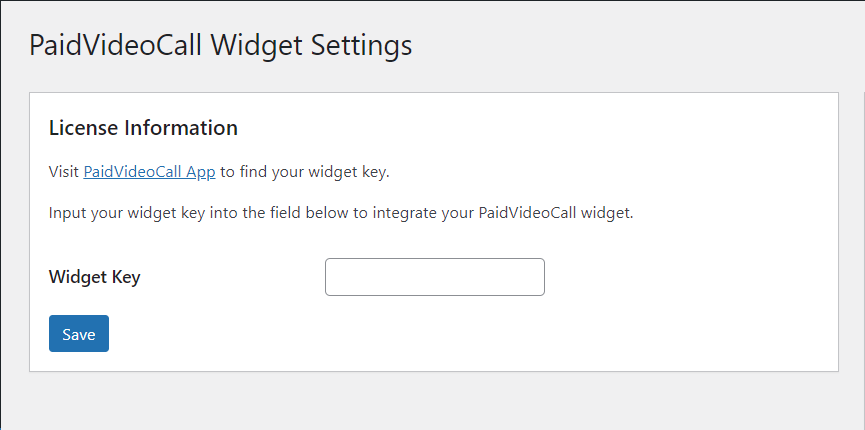 PaidVideoCall Widget Settings
License Information
Visit PaidVideoCall App to find your widget key.
Input your widget key into the field below to integrate your PaidVideoCall widget.
Widget Key
Save